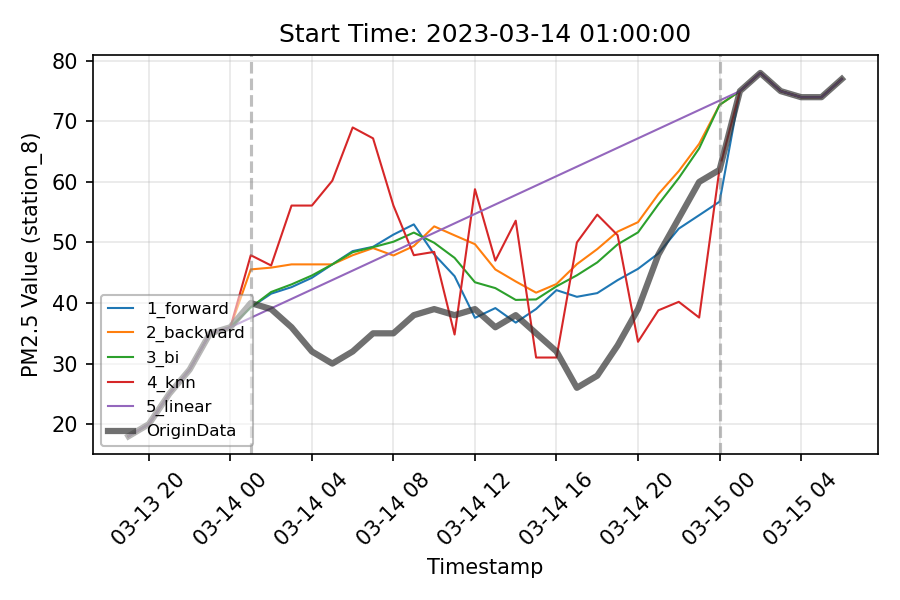 Start Time: 2023-03-14 01:00:00
PM2.5 Value (station_8)
80
70
60
50
40
30
20
1_forward
2_backward
3_bi
4_knn
5_linear
OriginData
03-13 20
03-14 00
03-14 04
03-14 08
03-14 12
03-14 16
03-14 20
03-15 00
03-15 04
Timestamp